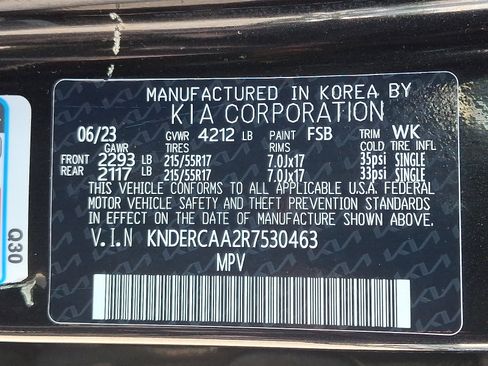 MANUFACTURED IN KOREA BY
KIA CORPORATION
06/23 GVWR 4212 LB PAINT FSB TRIM WK
GAWR TIRES RIMS COLD TIRE INFL
FRONT 2293 LB 215/55R17 7.0Jx17 35psi SINGLE
REAR 2117 LB 215/55R17 7.0Jx17 33psi SINGLE
THIS VEHICLE CONFORMS TO ALL APPLICABLE U.S.A FEDERAL
MOTOR VEHICLE SAFETY AND THEFT PREVENTION STANDARDS
IN EFFECT ON THE DATE OF MANUFACTURE SHOWN ABOVE.
V.I.N KNDERCAA2R7530463
MPV
Q30